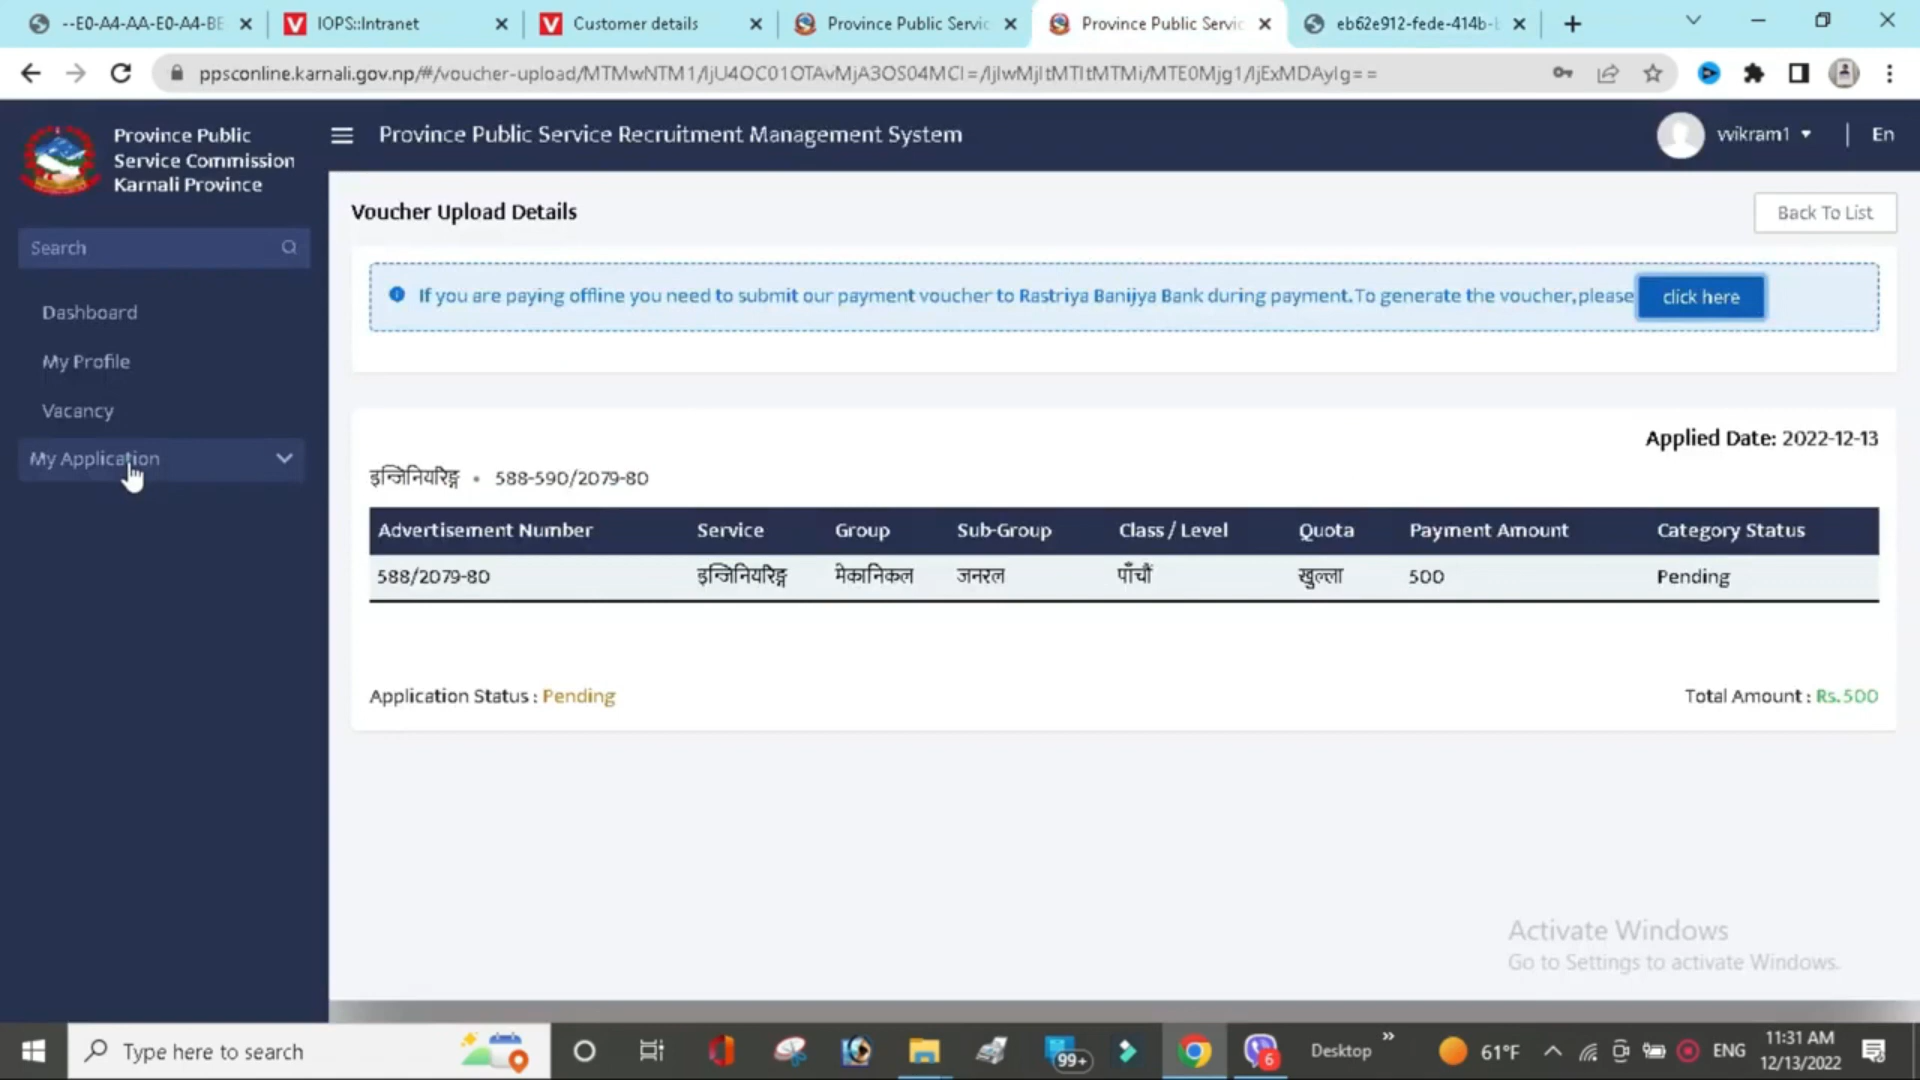 --E0-A4-AA-E0-A4-BE
IOPS::Intranet
Customer details
Province Public Servic
Province Public Servic
eb62e912-fede-414b-b
ppsconline.karnali.gov.np/#/voucher-upload/MTMwNTM1/IjU4OC01OTAvMjA3OS04MCI=/IjIwMjItMTItMTMi/MTE0Mjg1/IjExMDAyIg==
Province Public
Service Commission
Karnali Province
Province Public Service Recruitment Management System
vvikram1
En
Voucher Upload Details
Back To List
Search
If you are paying offline you need to submit our payment voucher to Rastriya Banijya Bank during payment.To generate the voucher,please click here
Dashboard
My Profile
Vacancy
My Application
Applied Date: 2022-12-13
इन्जिनियरिङ्ग • 588-590/2079-80
Advertisement Number Service Group Sub-Group Class / Level Quota Payment Amount Category Status
588/2079-80 इन्जिनियरिङ्ग मेकानिकल जनरल पाँचौं खुल्ला 500 Pending
Application Status : Pending
Total Amount : Rs.500
Activate Windows
Go to Settings to activate Windows.
Type here to search
99+
6
Desktop
61°F
ENG
11:31 AM
12/13/2022